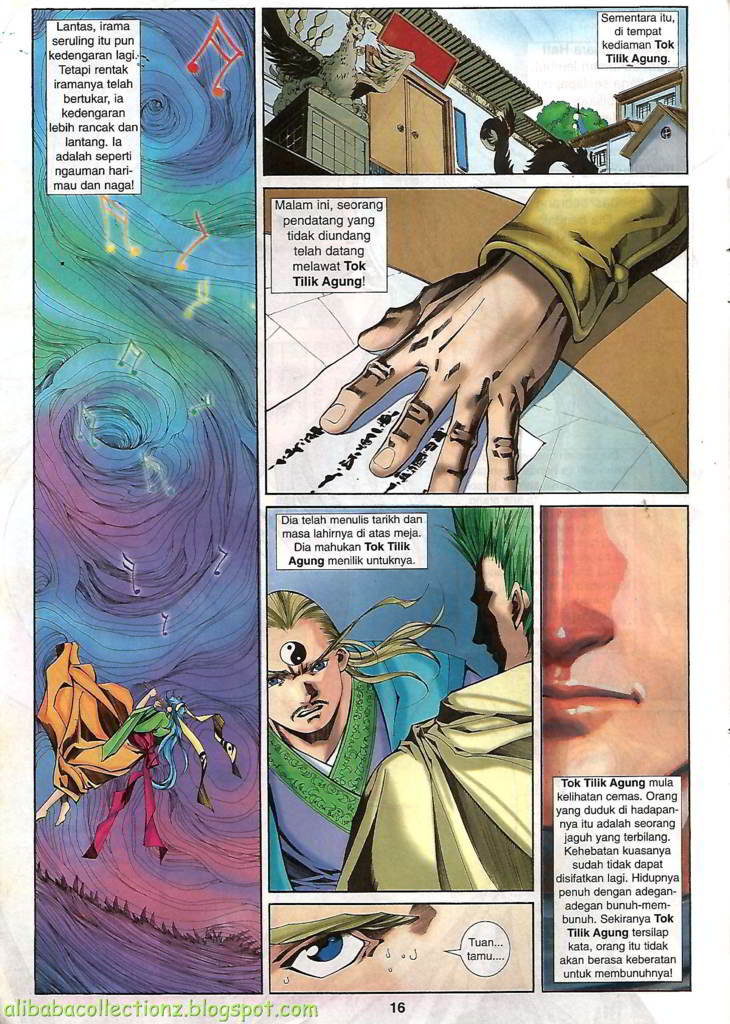 Lantas, irama
seruling itu pun
kedengaran lagi.
Tetapi rentak
iramanya telah
bertukar, ia
kedengaran
lebih rancak dan
lantang. Ia
adalah seperti
ngauman hari-
mau dan naga!
Sementara itu,
di tempat
kediaman Tok
Tilik Agung.
Malam ini, seorang
pendatang yang
tidak diundang
telah datang
melawat Tok
Tilik Agung!
Dia telah menulis tarikh dan
masa lahirnya di atas meja.
Dia mahukan Tok Tilik
Agung menilik untuknya.
Tok Tilik Agung mula
kelihatan cemas. Orang
yang duduk di hadapan-
nya itu adalah seorang
jaguh yang terbilang.
Kehebatan kuasanya
sudah tidak dapat
disifatkan lagi. Hidupnya
penuh dengan adegan-
adegan bunuh-mem-
bunuh. Sekiranya Tok
Tilik Agung tersilap
kata, orang itu tidak
akan berasa keberatan
untuk membunuhnya!
Tuan...
tamu....
16
alibabacollectionz.blogspot.com